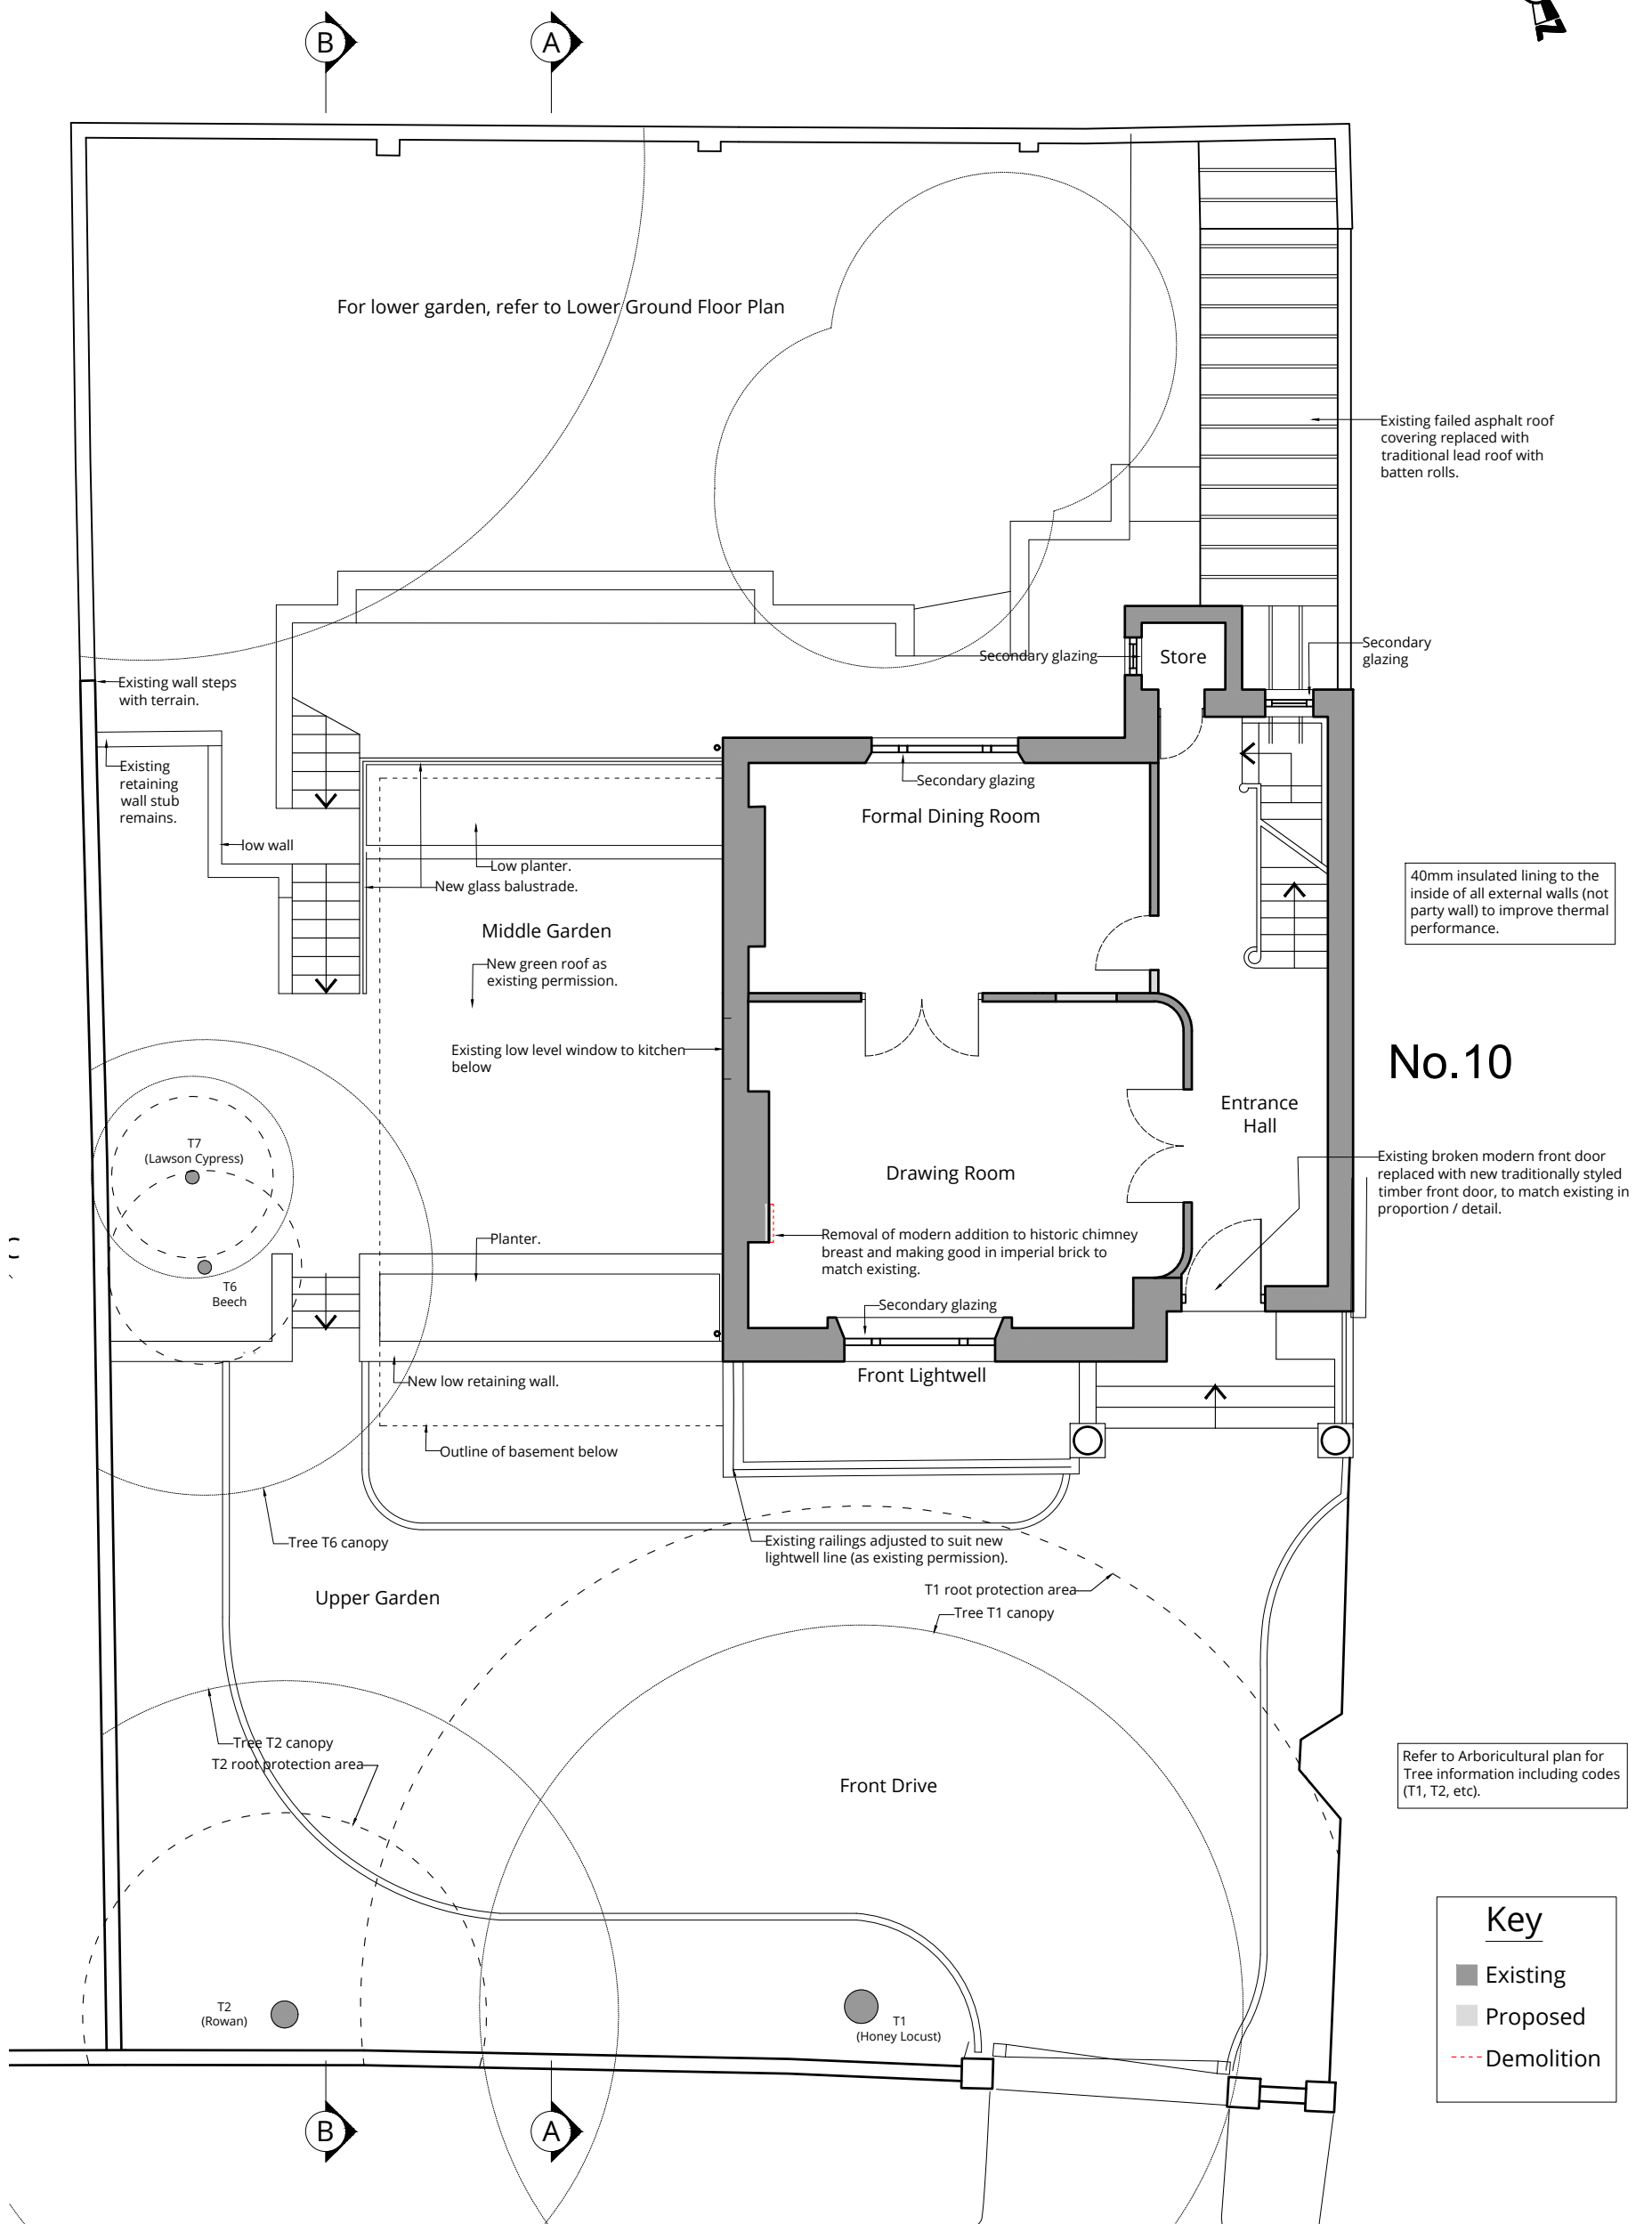 B
A
N
For lower garden, refer to Lower Ground Floor Plan
Existing failed asphalt roof
covering replaced with
traditional lead roof with
batten rolls.
Secondary glazing
Store
Secondary
glazing
Existing wall steps
with terrain.
Existing
retaining
wall stub
remains.
low wall
Secondary glazing
Formal Dining Room
Low planter.
New glass balustrade.
40mm insulated lining to the
inside of all external walls (not
party wall) to improve thermal
performance.
Middle Garden
New green roof as
existing permission.
Existing low level window to kitchen
below
No.10
Entrance
Hall
T7
(Lawson Cypress)
Drawing Room
Existing broken modern front door
replaced with new traditionally styled
timber front door, to match existing in
proportion / detail.
Planter.
Removal of modern addition to historic chimney
breast and making good in imperial brick to
match existing.
T6
Beech
Secondary glazing
Front Lightwell
New low retaining wall.
Outline of basement below
Tree T6 canopy
Existing railings adjusted to suit new
lightwell line (as existing permission).
Upper Garden
T1 root protection area
Tree T1 canopy
Tree T2 canopy
T2 root protection area
Front Drive
Refer to Arboricultural plan for
Tree information including codes
(T1, T2, etc).
Key
Existing
Proposed
Demolition
T2
(Rowan)
T1
(Honey Locust)
B
A